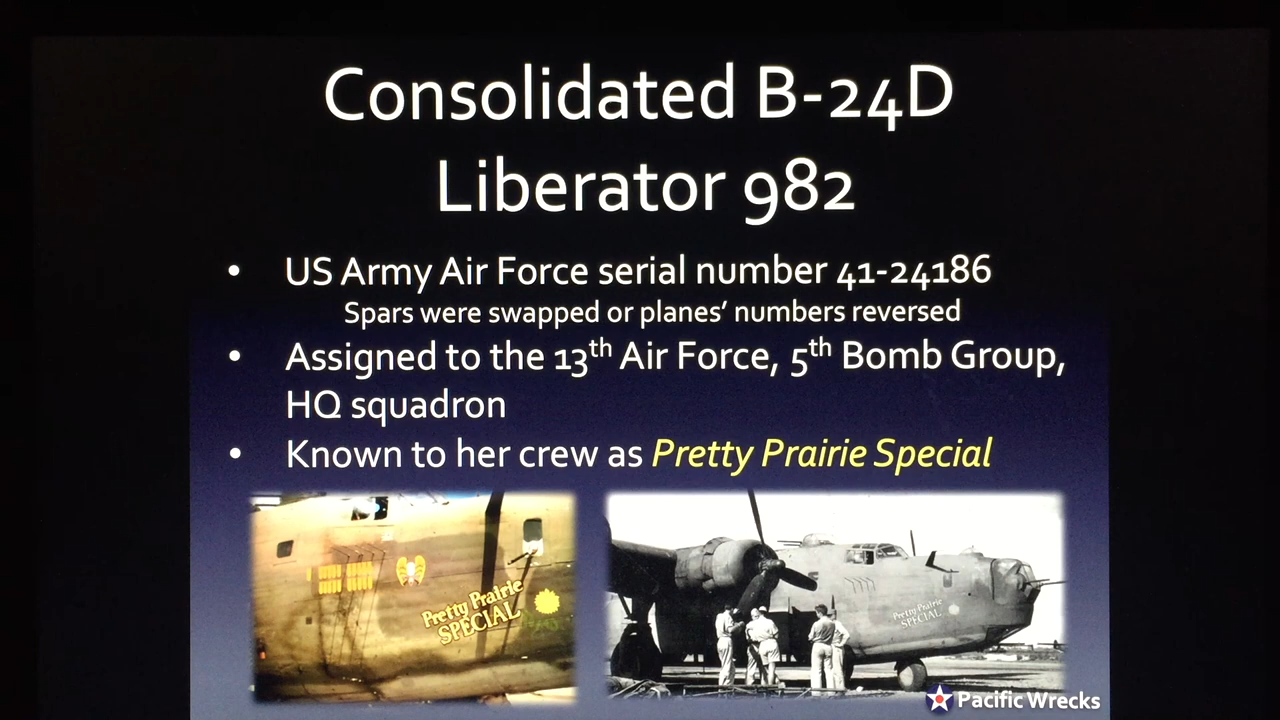 Consolidated B-24D
Liberator 982
• US Army Air Force serial number 41-24186
Spars were swapped or planes’ numbers reversed
• Assigned to the 13th Air Force, 5th Bomb Group,
HQ squadron
• Known to her crew as Pretty Prairie Special
Pretty Prairie
SPECIAL
Pretty Prairie
SPECIAL
Pacific Wrecks